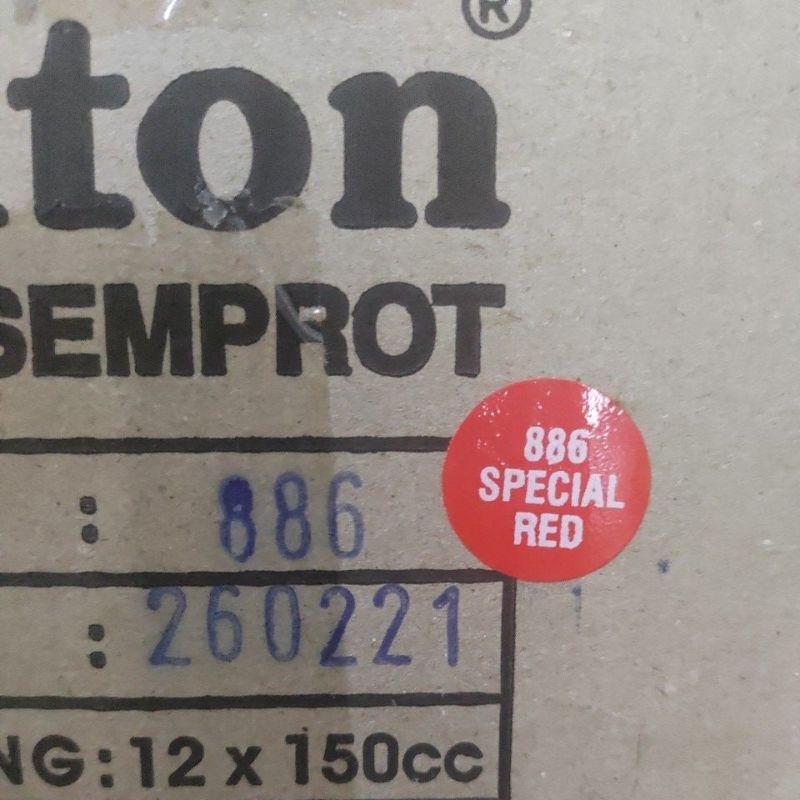 ton ®
SEMPROT
886
SPECIAL
RED
: 886
: 260221
NG: 12 x 150cc